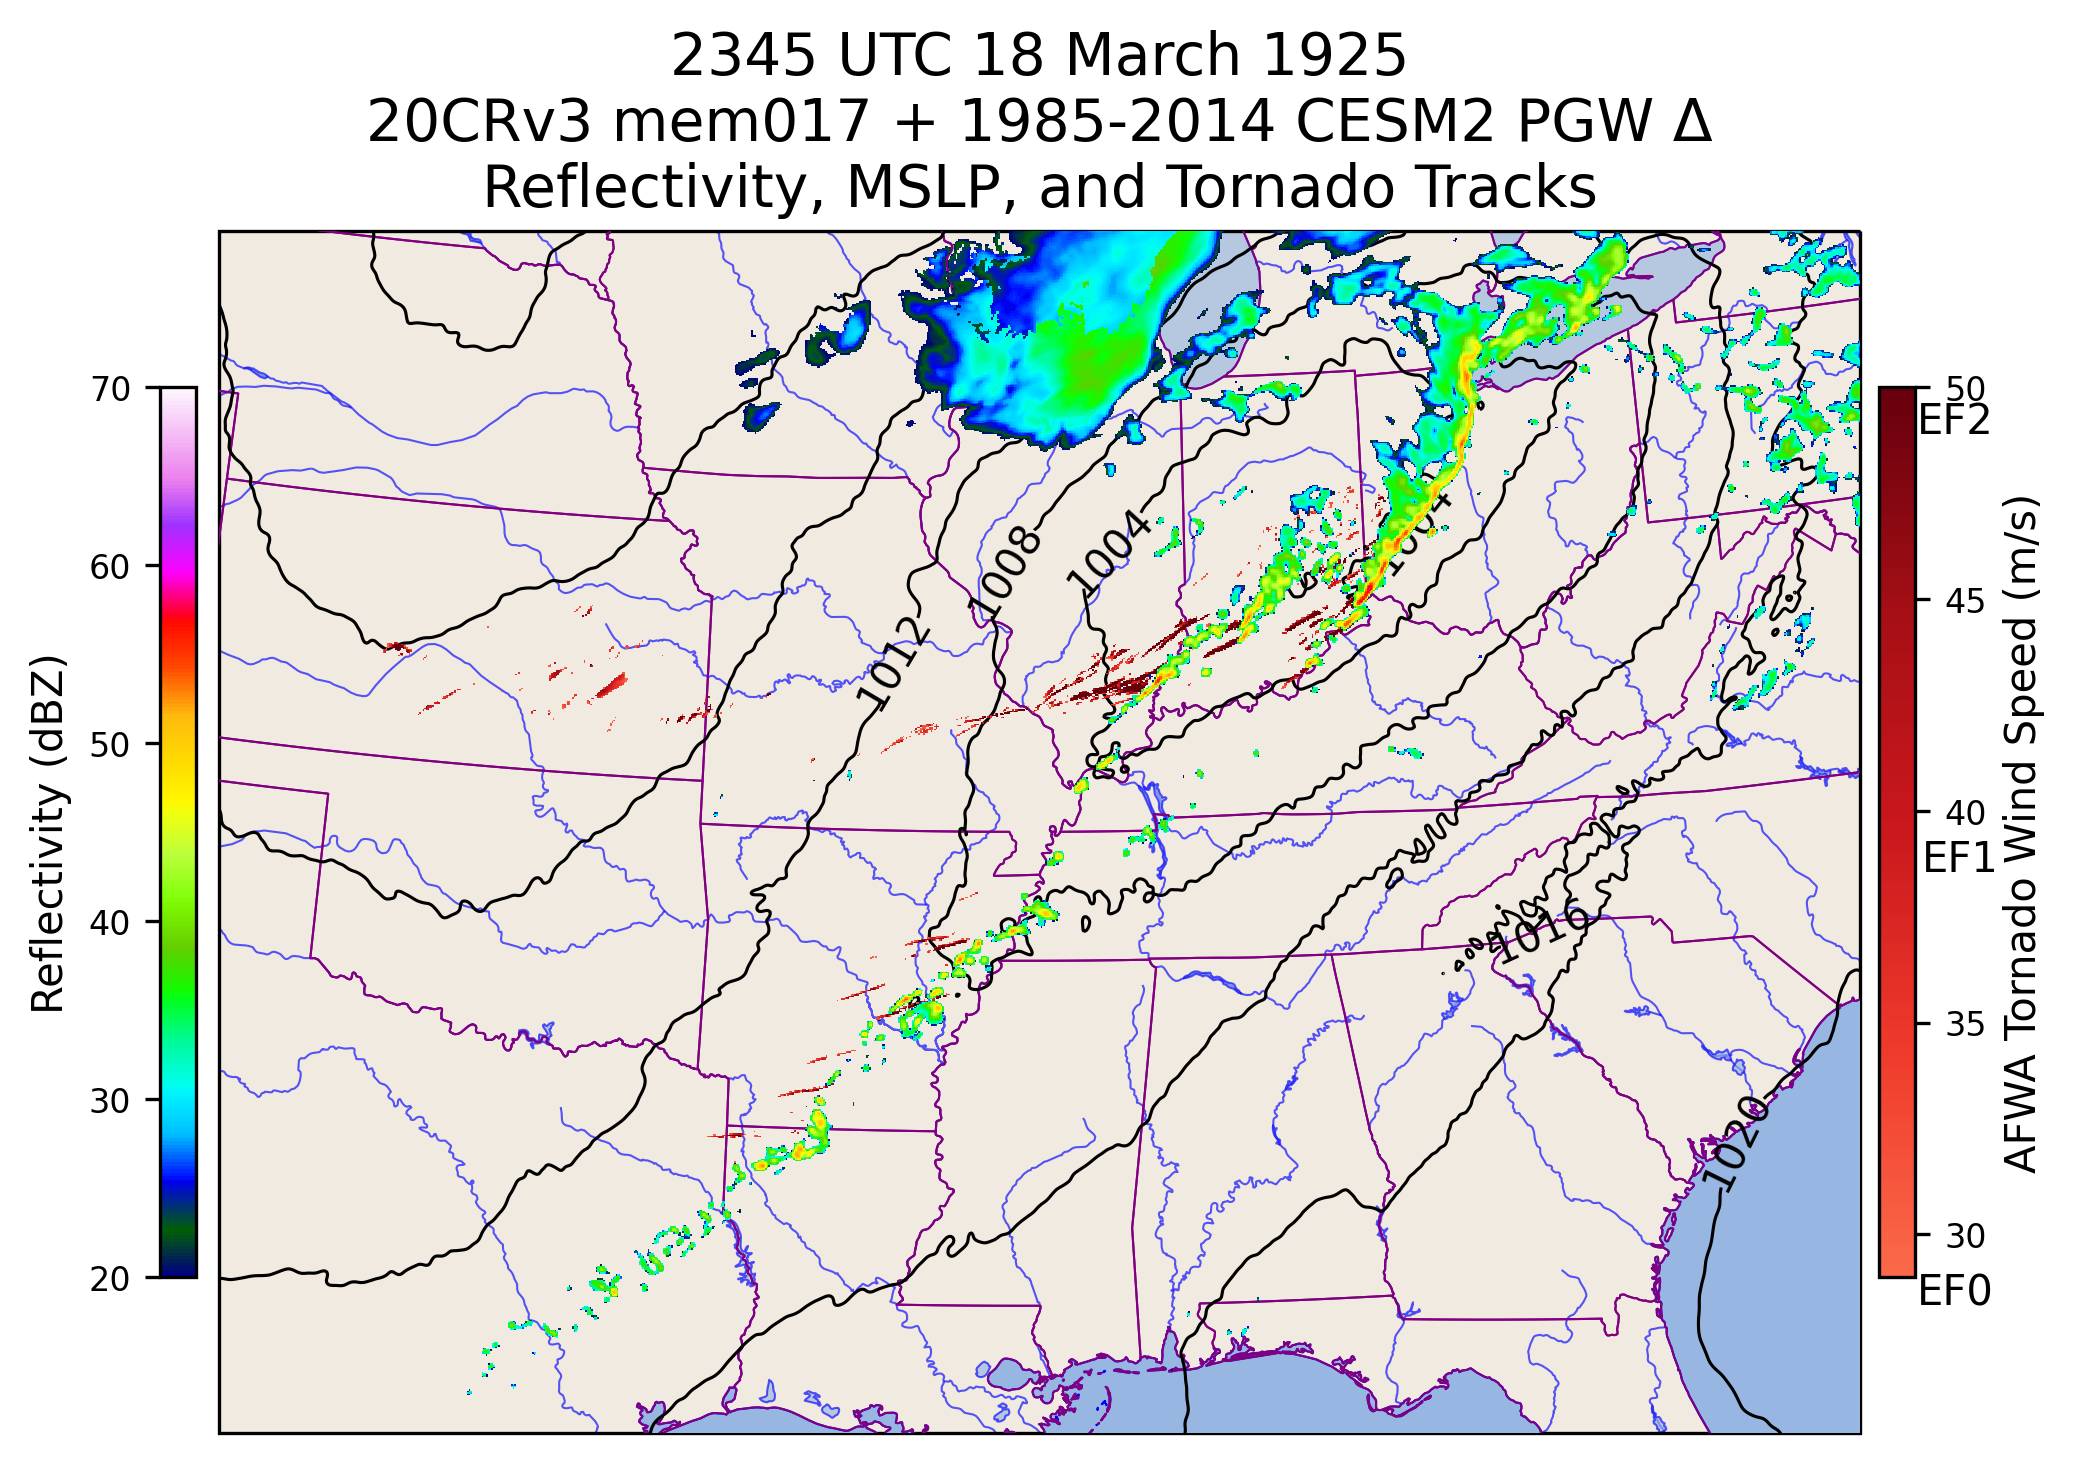 2345 UTC 18 March 1925
20CRv3 mem017 + 1985-2014 CESM2 PGW Δ
Reflectivity, MSLP, and Tornado Tracks
Reflectivity (dBZ)
70
60
50
40
30
20
1012
1008
1004
1004
1016
1020
50
EF2
45
40
EF1
35
30
EF0
AFWA Tornado Wind Speed (m/s)